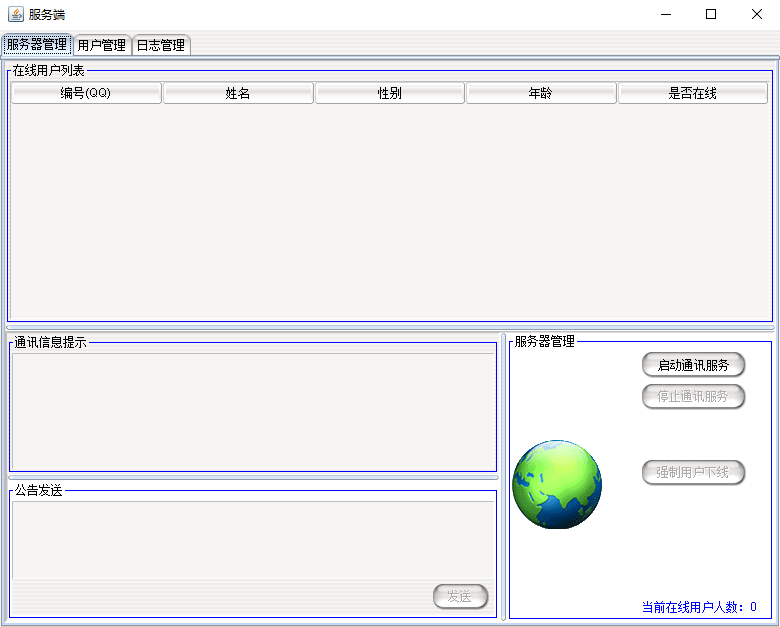 服务端
服务器管理 用户管理 日志管理
在线用户列表
编号(QQ) 姓名 性别 年龄 是否在线
通讯信息提示
公告发送
发送
服务器管理
启动通讯服务
停止通讯服务
强制用户下线
当前在线用户人数：0